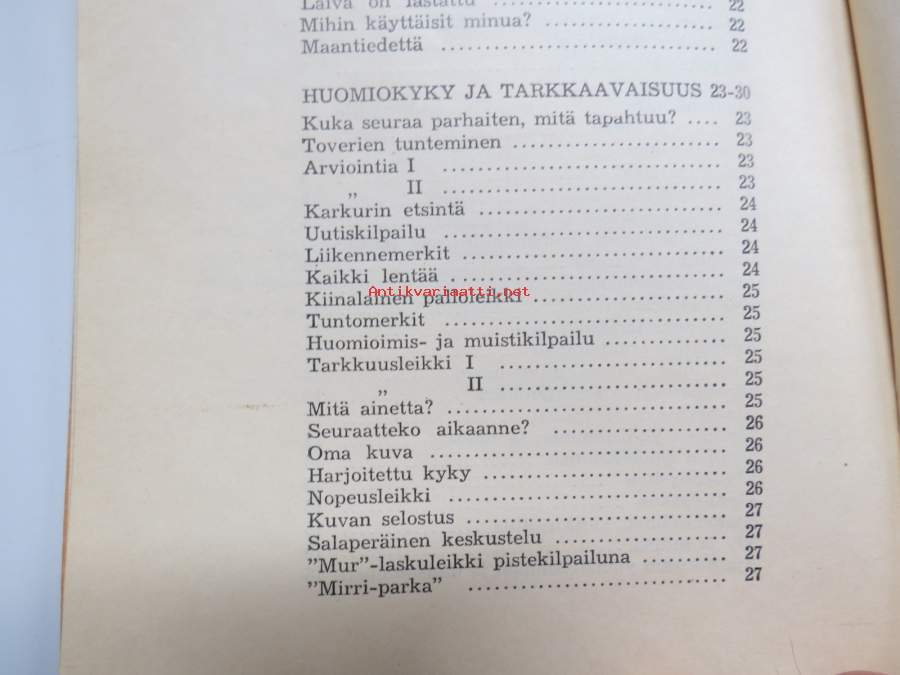 Laiva on lastattu ........................ 22
Mihin käyttäisit minua? .................. 22
Maantiedettä ............................. 22
HUOMIOKYKY JA TARKKAAVAISUUS 23-30
Kuka seuraa parhaiten, mitä tapahtuu? .... 23
Toverien tunteminen ...................... 23
Arviointia I ............................. 23
„ II ............................. 23
Karkurin etsintä ......................... 24
Uutiskilpailu ............................ 24
Liikennemerkit ........................... 24
Kaikki lentää ............................ 24
Antikvariaatti.net
Kiinalainen palloleikki .................. 25
Tuntomerkit .............................. 25
Huomioimis- ja muistikilpailu ............ 25
Tarkkuusleikki I ......................... 25
„ II ......................... 25
Mitä ainetta? ............................ 25
Seuraatteko aikaanne? .................... 26
Oma kuva ................................. 26
Harjoitettu kyky ......................... 26
Nopeusleikki ............................. 26
Kuvan selostus ........................... 27
Salaperäinen keskustelu .................. 27
"Mur"-laskuleikki pistekilpailuna ........ 27
"Mirri-parka" ............................ 27